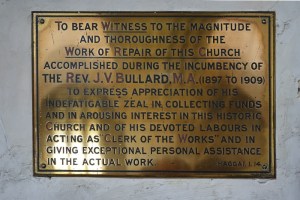 TO BEAR WITNESS TO THE MAGNITUDE
AND THOROUGHNESS OF THE
WORK OF REPAIR OF THIS CHURCH
ACCOMPLISHED DURING THE INCUMBENCY OF
THE REV. J.V. BULLARD, M.A. (1897 TO 1909)
TO EXPRESS APPRECIATION OF HIS
INDEFATIGABLE ZEAL IN COLLECTING FUNDS
AND IN AROUSING INTEREST IN THIS HISTORIC
CHURCH AND OF HIS DEVOTED LABOURS IN
ACTING AS "CLERK OF THE WORKS" AND IN
GIVING EXCEPTIONAL PERSONAL ASSISTANCE
IN THE ACTUAL WORK. HAGGAI I. 14.